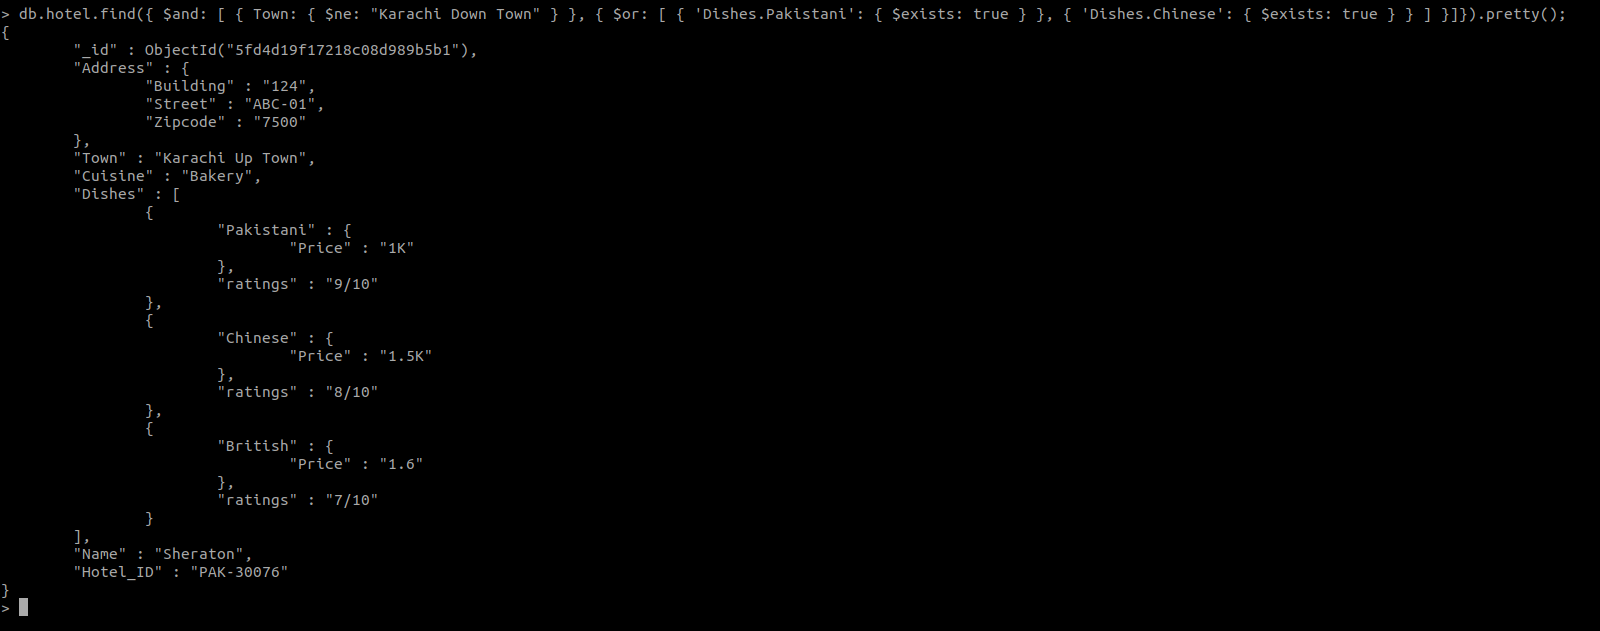 > db.hotel.find({ $and: [ { Town: { $ne: "Karachi Down Town" } }, { $or: [ { 'Dishes.Pakistani': { $exists: true } }, { 'Dishes.Chinese': { $exists: true } } ] }]}).pretty();
{
        "_id" : ObjectId("5fd4d19f17218c08d989b5b1"),
        "Address" : {
                "Building" : "124",
                "Street" : "ABC-01",
                "Zipcode" : "7500"
        },
        "Town" : "Karachi Up Town",
        "Cuisine" : "Bakery",
        "Dishes" : [
                {
                        "Pakistani" : {
                                "Price" : "1K"
                        },
                        "ratings" : "9/10"
                },
                {
                        "Chinese" : {
                                "Price" : "1.5K"
                        },
                        "ratings" : "8/10"
                },
                {
                        "British" : {
                                "Price" : "1.6"
                        },
                        "ratings" : "7/10"
                }
        ],
        "Name" : "Sheraton",
        "Hotel_ID" : "PAK-30076"
}
>